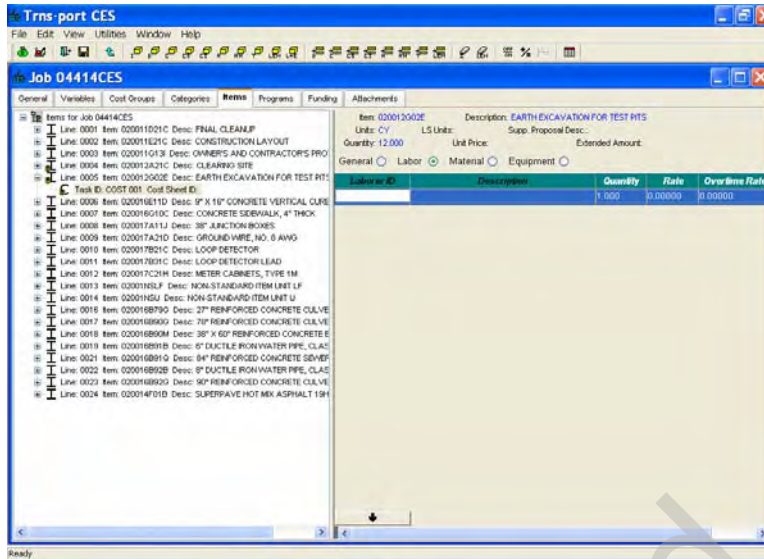 Trns-port CES
File Edit View Utilities Window Help
Job 04414CES
General Variables Cost Groups Categories Items Programs Funding Attachments
Items for Job 04414CES
Line: 0001 Item: 020011D21C Desc: FINAL CLEANUP
Line: 0002 Item: 020011E21C Desc: CONSTRUCTION LAYOUT
Line: 0003 Item: 020011G13I Desc: OWNER'S AND CONTRACTOR'S PRO
Line: 0004 Item: 020012A21C Desc: CLEARING SITE
Line: 0005 Item: 020012G02E Desc: EARTH EXCAVATION FOR TEST PITS
Task ID: COST 001 Cost Sheet ID:
Line: 0006 Item: 020016E11D Desc: 9" X 16" CONCRETE VERTICAL CURB
Line: 0007 Item: 020016G10C Desc: CONCRETE SIDEWALK, 4" THICK
Line: 0008 Item: 020017A11J Desc: 38" JUNCTION BOXES
Line: 0009 Item: 020017A21D Desc: GROUND WIRE, NO. 8 AWG
Line: 0010 Item: 020017B21C Desc: LOOP DETECTOR
Line: 0011 Item: 020017B01C Desc: LOOP DETECTOR LEAD
Line: 0012 Item: 020017C21H Desc: METER CABINETS, TYPE 1M
Line: 0013 Item: 02001NSLF Desc: NON-STANDARD ITEM UNIT LF
Line: 0014 Item: 02001NSU Desc: NON-STANDARD ITEM UNIT U
Line: 0016 Item: 020016B79G Desc: 27" REINFORCED CONCRETE CULVE
Line: 0017 Item: 020016B90G Desc: 78" REINFORCED CONCRETE CULVE
Line: 0018 Item: 020016B90M Desc: 38" X 60" REINFORCED CONCRETE E
Line: 0019 Item: 020016B91B Desc: 6" DUCTILE IRON WATER PIPE, CLAS
Line: 0021 Item: 020016B91Q Desc: 84" REINFORCED CONCRETE SEWER
Line: 0022 Item: 020016B92B Desc: 8" DUCTILE IRON WATER PIPE, CLAS
Line: 0023 Item: 020016B92G Desc: 90" REINFORCED CONCRETE CULVE
Line: 0024 Item: 020014F01B Desc: SUPERPAVE HOT MIX ASPHALT 19H
Item: 020012G02E Description: EARTH EXCAVATION FOR TEST PITS
Units: CY LS Units: Supp. Proposal Desc.:
Quantity: 12.000 Unit Price: Extended Amount:
General Labor Material Equipment
Laborer ID Description Quantity Rate Overtime Rate
1.000 0.00000 0.00000
Ready